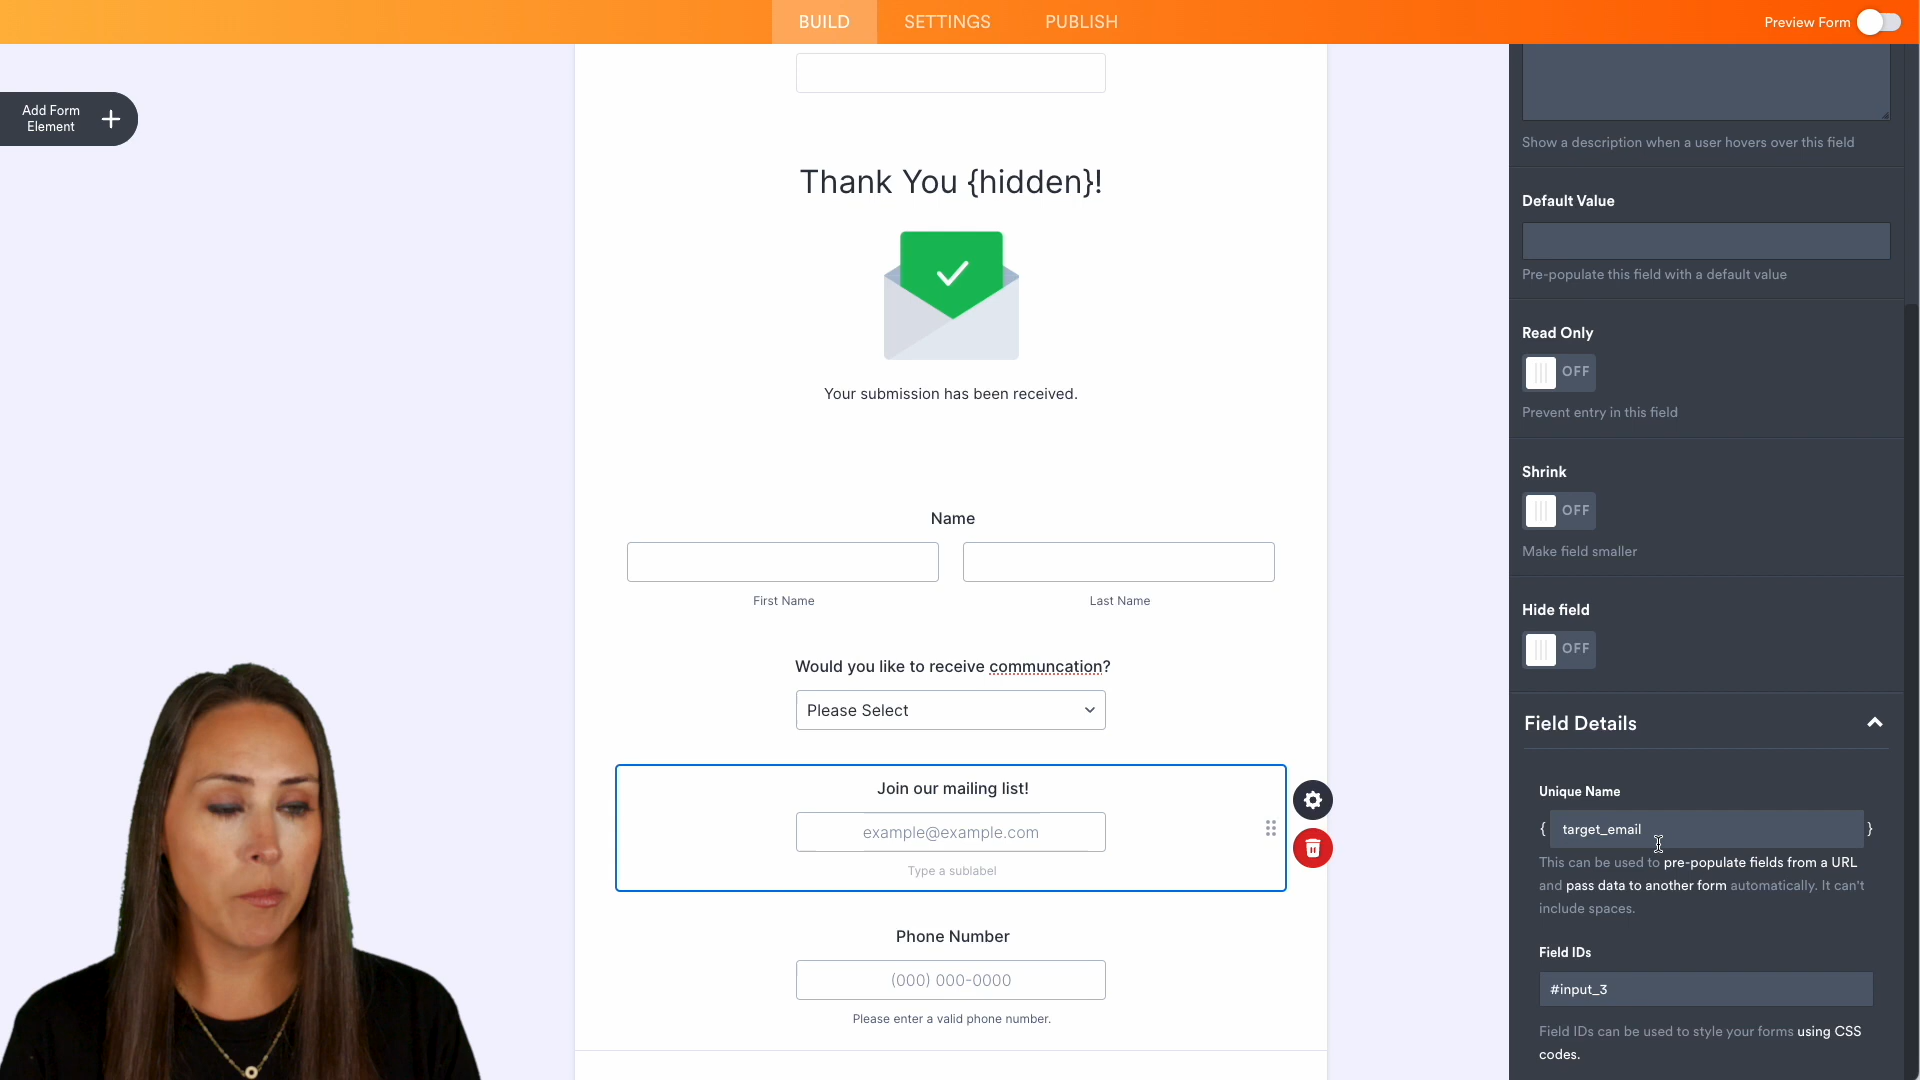 BUILD
SETTINGS
PUBLISH
Preview Form
Add Form
Element
Thank You {hidden}!
Your submission has been received.
Name
First Name
Last Name
Would you like to receive communcation?
Please Select
Join our mailing list!
example@example.com
Type a sublabel
Phone Number
(000) 000-0000
Please enter a valid phone number.
Show a description when a user hovers over this field
Default Value
Pre-populate this field with a default value
Read Only
OFF
Prevent entry in this field
Shrink
OFF
Make field smaller
Hide field
OFF
Field Details
Unique Name
{ target_email }
This can be used to pre-populate fields from a URL
and pass data to another form automatically. It can't
include spaces.
Field IDs
#input_3
Field IDs can be used to style your forms using CSS
codes.